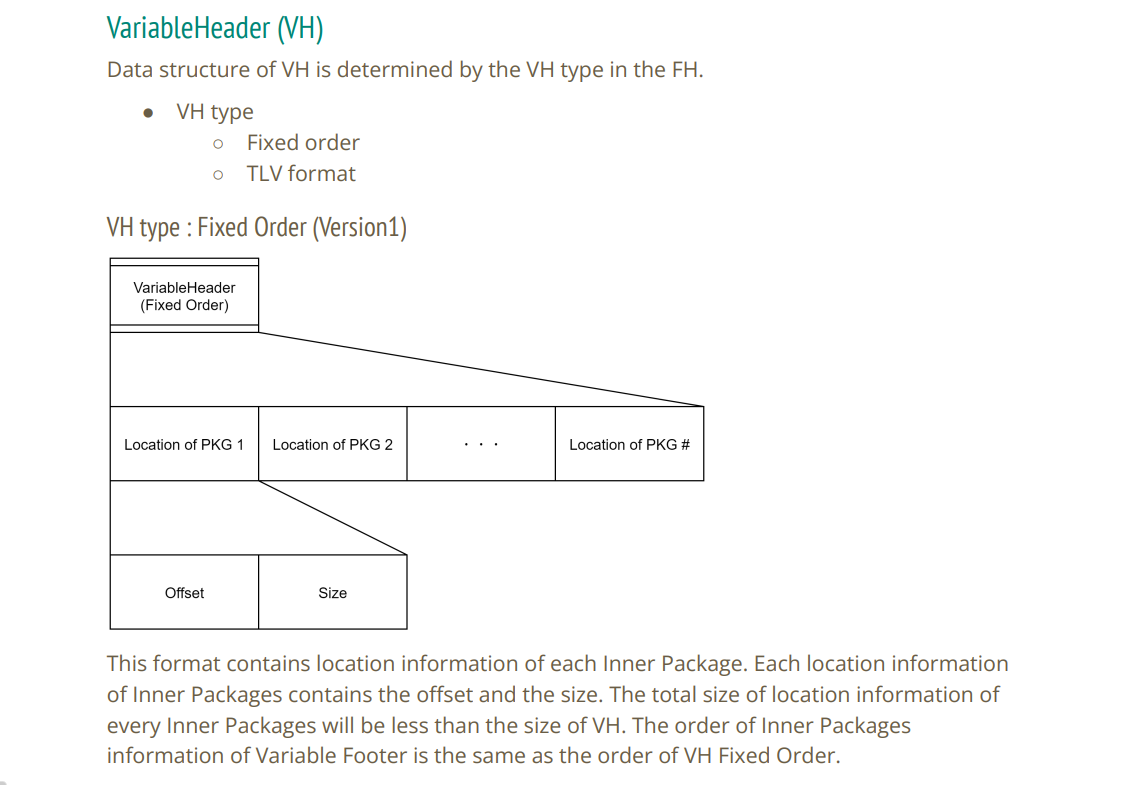 VariableHeader (VH)
Data structure of VH is determined by the VH type in the FH.
● VH type
○ Fixed order
○ TLV format
VH type : Fixed Order (Version1)
VariableHeader
(Fixed Order)
Location of PKG 1
Location of PKG 2
. . .
Location of PKG #
Offset
Size
This format contains location information of each Inner Package. Each location information
of Inner Packages contains the offset and the size. The total size of location information of
every Inner Packages will be less than the size of VH. The order of Inner Packages
information of Variable Footer is the same as the order of VH Fixed Order.